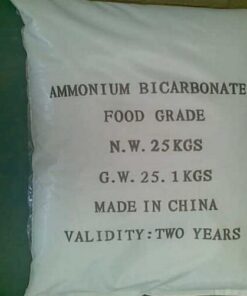 AMMONIUM BICARBONATE
FOOD GRADE
N.W. 25KGS
G.W. 25.1KGS
MADE IN CHINA
VALIDITY: TWO YEARS